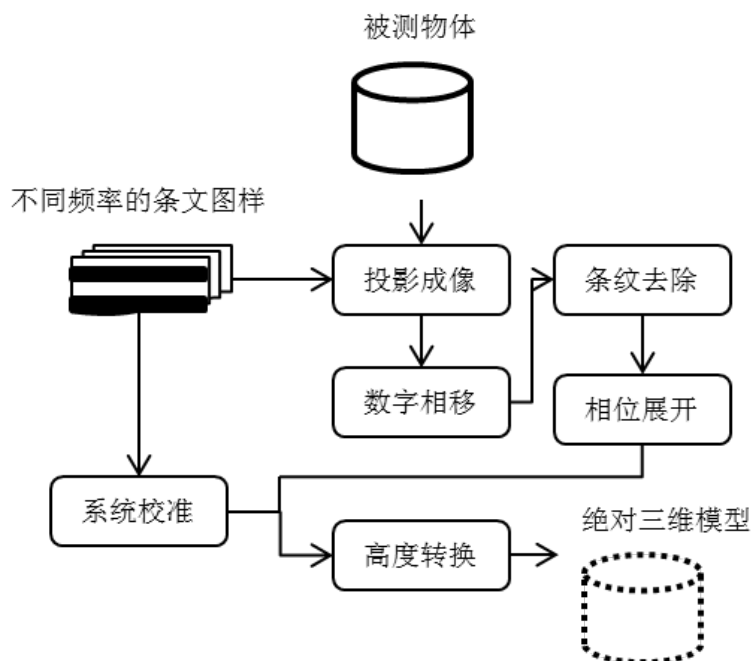 被测物体
不同频率的条文图样
投影成像
条纹去除
数字相移
相位展开
系统校准
绝对三维模型
高度转换